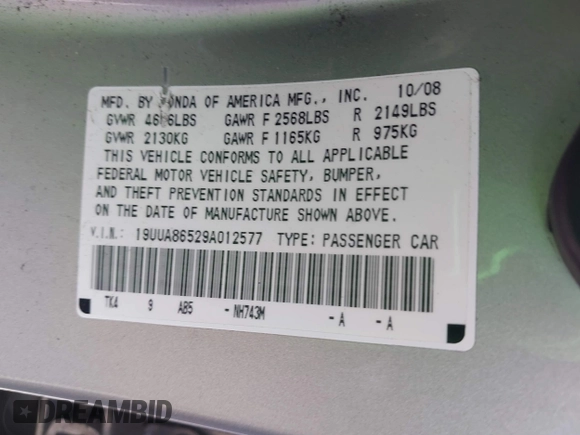 MFD. BY HONDA OF AMERICA MFG., INC. 10/08
GVWR 4696LBS GAWR F 2568LBS R 2149LBS
GVWR 2130KG GAWR F 1165KG R 975KG
THIS VEHICLE CONFORMS TO ALL APPLICABLE
FEDERAL MOTOR VEHICLE SAFETY, BUMPER,
AND THEFT PREVENTION STANDARDS IN EFFECT
ON THE DATE OF MANUFACTURE SHOWN ABOVE.
V.I.N.: 19UUA86529A012577 TYPE: PASSENGER CAR
TK4 9 AB5 - NH743M - A - A
DREAMBID